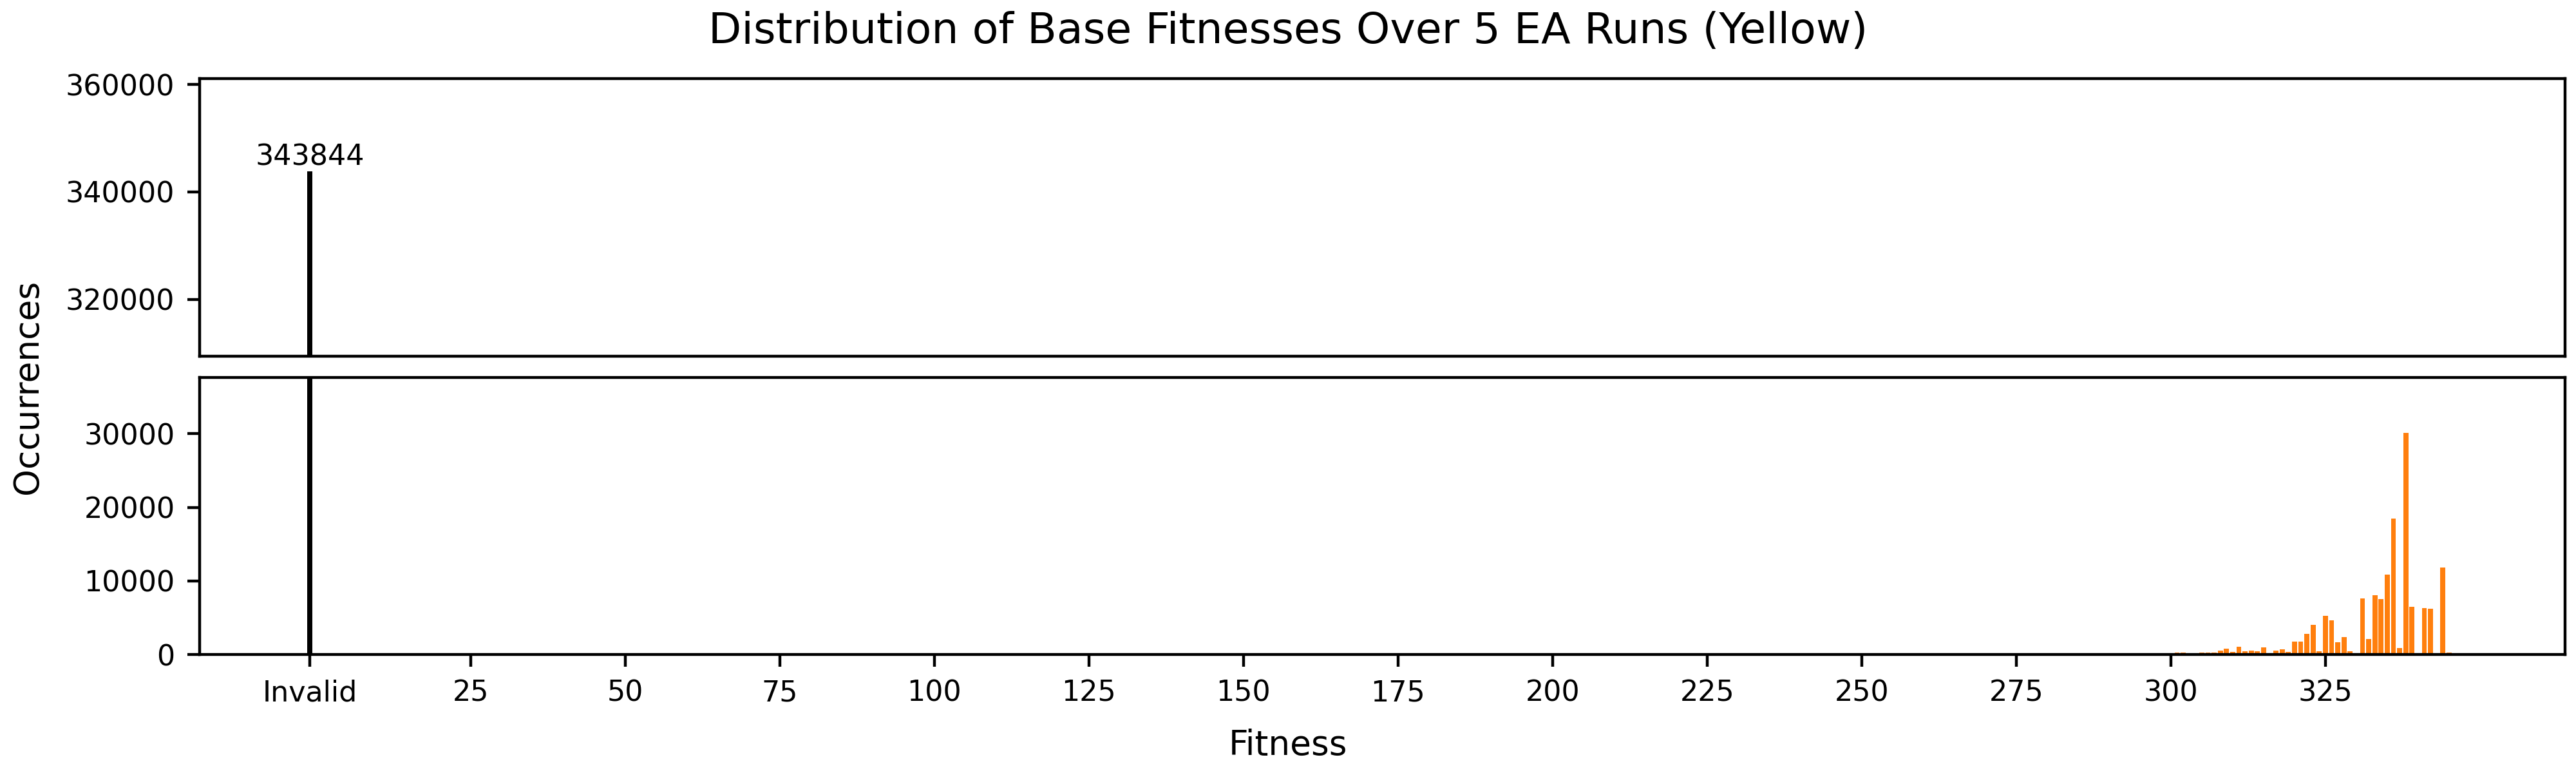 Distribution of Base Fitnesses Over 5 EA Runs (Yellow)
360000
343844
340000
320000
Occurrences
30000
20000
10000
0
Invalid 25 50 75 100 125 150 175 200 225 250 275 300 325
Fitness